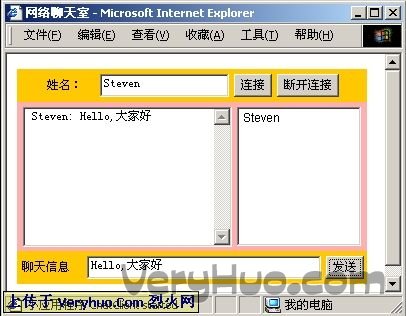 网络聊天室 - Microsoft Internet Explorer
文件(F) 编辑(E) 查看(V) 收藏(A) 工具(T) 帮助(H)
姓名： Steven 连接 断开连接
Steven: Hello,大家好
Steven
聊天信息 Hello,大家好 发送
VeryHuo.com
上传于 Veryhuo.Com 烈火网
我的电脑